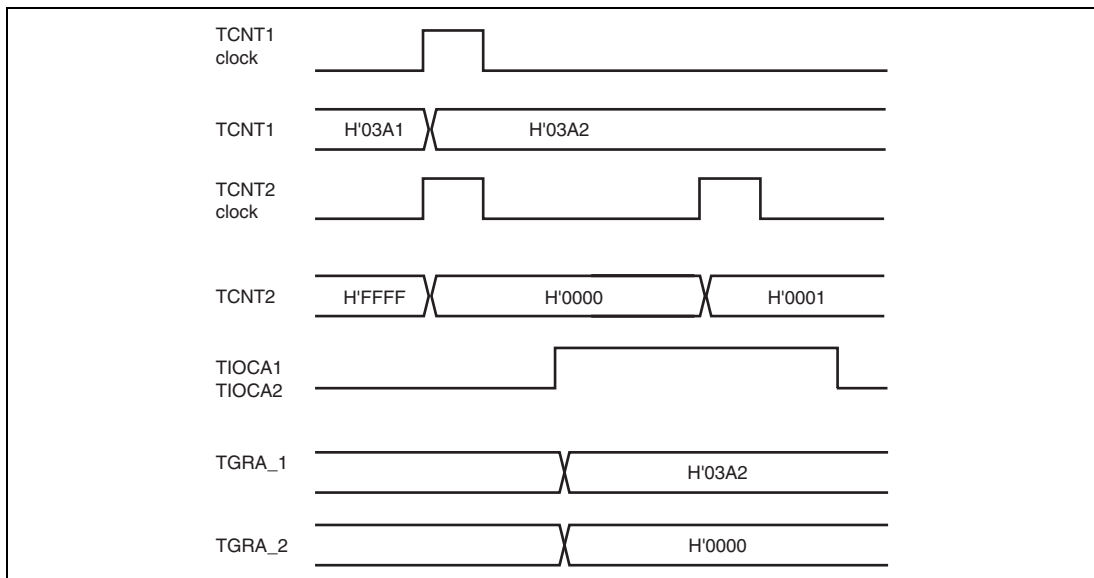 TCNT1
clock
TCNT1 H'03A1 H'03A2
TCNT2
clock
TCNT2 H'FFFF H'0000 H'0001
TIOCA1
TIOCA2
TGRA_1 H'03A2
TGRA_2 H'0000